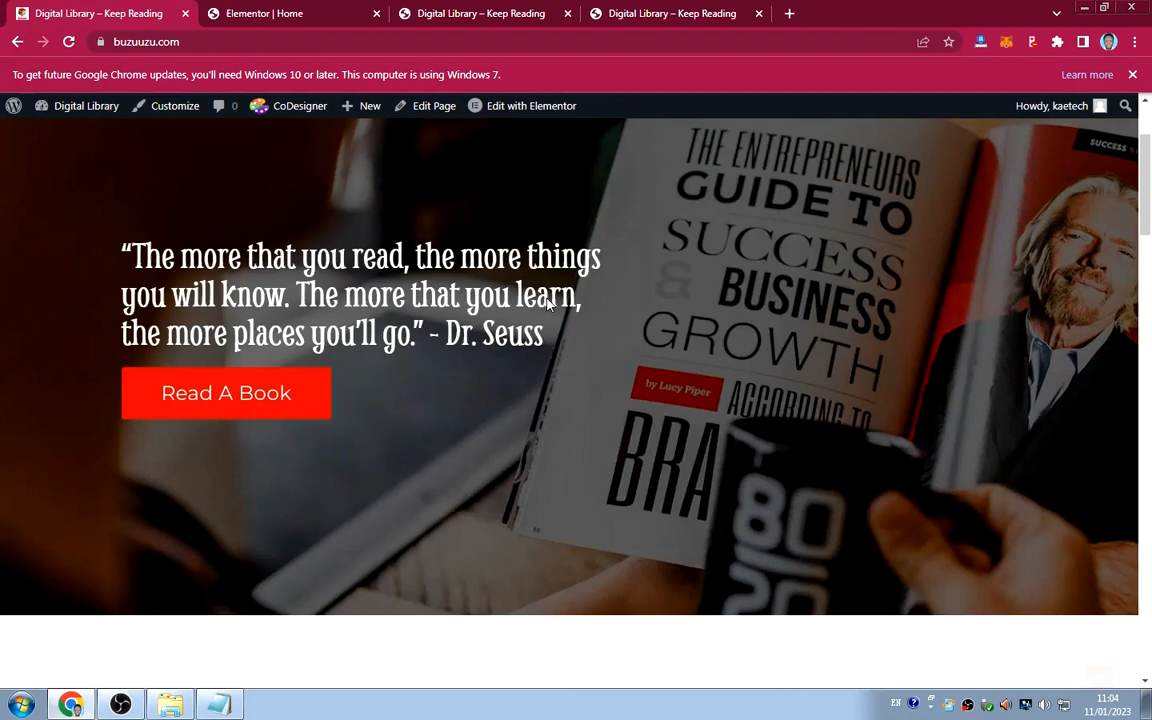 Digital Library – Keep Reading
Elementor | Home
Digital Library – Keep Reading
Digital Library – Keep Reading
buzuuzu.com
To get future Google Chrome updates, you'll need Windows 10 or later. This computer is using Windows 7.
Learn more
Digital Library
Customize
0
CoDesigner
New
Edit Page
Edit with Elementor
Howdy, kaetech
THE ENTREPRENEURS
GUIDE TO
SUCCESS
& BUSINESS
GROWTH
by Lucy Piper
ACCORDING TO
BRA
SUCCESS
“The more that you read, the more things
you will know. The more that you learn,
the more places you’ll go.” - Dr. Seuss
Read A Book
EN
11:04
11/01/2023